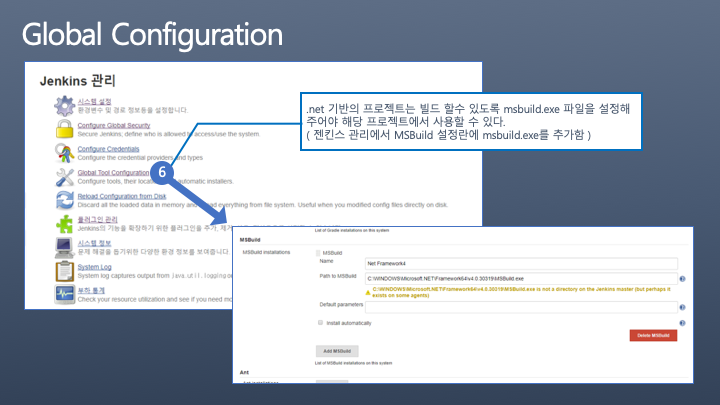 Global Configuration
Jenkins 관리
시스템 설정
환경변수 및 경로 정보등을 설정합니다.
.net 기반의 프로젝트는 빌드 할수 있도록 msbuild.exe 파일을 설정해
주어야 해당 프로젝트에서 사용할 수 있다.
( 젠킨스 관리에서 MSBuild 설정란에 msbuild.exe를 추가함 )
Configure Global Security
Secure Jenkins; define who is allowed to access/use the system.
Configure Credentials
Configure the credential providers and types
Global Tool Configuration
6
Configure tools, their locations and automatic installers.
Reload Configuration from Disk
Discard all the loaded data in memory and reload everything from file system. Useful when you modified config files directly on disk.
플러그인 관리
Jenkins의 기능을 확장하기 위한 플러그인을 추가, 제거
시스템 정보
문제 해결을 돕기위한 다양한 환경 정보를 보여줍니다
System Log
System log captures output from java.util.logging
부하 통계
Check your resource utilization and see if you need mo
List of Gradle installations on this system
MSBuild
MSBuild installations
MSBuild
Name
Net Framework4
Path to MSBuild
C:\WINDOWS\Microsoft.NET\Framework64\v4.0.30319\MSBuild.exe
C:\WINDOWS\Microsoft.NET\Framework64\v4.0.30319\MSBuild.exe is not a directory on the Jenkins master (but perhaps it
exists on some agents)
Default parameters
Install automatically
Delete MSBuild
Add MSBuild
List of MSBuild installations on this system
Ant